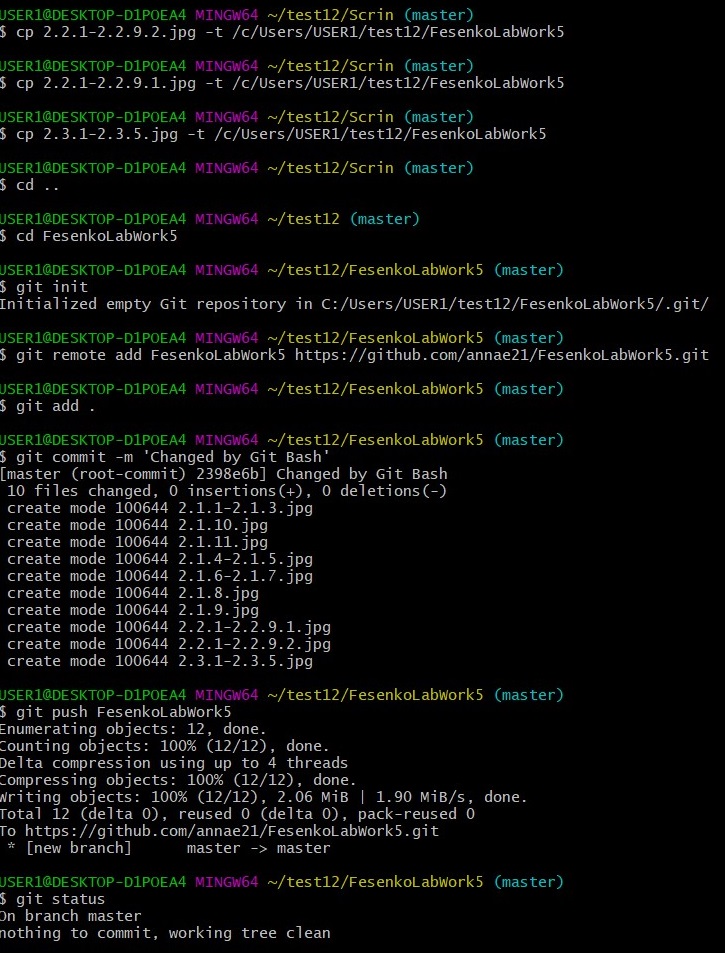 USER1@DESKTOP-D1POEA4 MINGW64 ~/test12/Scrin (master)
$ cp 2.2.1-2.2.9.2.jpg -t /c/Users/USER1/test12/FesenkoLabWork5
USER1@DESKTOP-D1POEA4 MINGW64 ~/test12/Scrin (master)
$ cp 2.2.1-2.2.9.1.jpg -t /c/Users/USER1/test12/FesenkoLabWork5
USER1@DESKTOP-D1POEA4 MINGW64 ~/test12/Scrin (master)
$ cp 2.3.1-2.3.5.jpg -t /c/Users/USER1/test12/FesenkoLabWork5
USER1@DESKTOP-D1POEA4 MINGW64 ~/test12/Scrin (master)
$ cd ..
USER1@DESKTOP-D1POEA4 MINGW64 ~/test12 (master)
$ cd FesenkoLabWork5
USER1@DESKTOP-D1POEA4 MINGW64 ~/test12/FesenkoLabWork5 (master)
$ git init
Initialized empty Git repository in C:/Users/USER1/test12/FesenkoLabWork5/.git/
USER1@DESKTOP-D1POEA4 MINGW64 ~/test12/FesenkoLabWork5 (master)
$ git remote add FesenkoLabWork5 https://github.com/annae21/FesenkoLabWork5.git
USER1@DESKTOP-D1POEA4 MINGW64 ~/test12/FesenkoLabWork5 (master)
$ git add .
USER1@DESKTOP-D1POEA4 MINGW64 ~/test12/FesenkoLabWork5 (master)
$ git commit -m 'Changed by Git Bash'
[master (root-commit) 2398e6b] Changed by Git Bash
10 files changed, 0 insertions(+), 0 deletions(-)
create mode 100644 2.1.1-2.1.3.jpg
create mode 100644 2.1.10.jpg
create mode 100644 2.1.11.jpg
create mode 100644 2.1.4-2.1.5.jpg
create mode 100644 2.1.6-2.1.7.jpg
create mode 100644 2.1.8.jpg
create mode 100644 2.1.9.jpg
create mode 100644 2.2.1-2.2.9.1.jpg
create mode 100644 2.2.1-2.2.9.2.jpg
create mode 100644 2.3.1-2.3.5.jpg
USER1@DESKTOP-D1POEA4 MINGW64 ~/test12/FesenkoLabWork5 (master)
$ git push FesenkoLabWork5
Enumerating objects: 12, done.
Counting objects: 100% (12/12), done.
Delta compression using up to 4 threads
Compressing objects: 100% (12/12), done.
Writing objects: 100% (12/12), 2.06 MiB | 1.90 MiB/s, done.
Total 12 (delta 0), reused 0 (delta 0), pack-reused 0
To https://github.com/annae21/FesenkoLabWork5.git
* [new branch]      master -> master
USER1@DESKTOP-D1POEA4 MINGW64 ~/test12/FesenkoLabWork5 (master)
$ git status
On branch master
nothing to commit, working tree clean